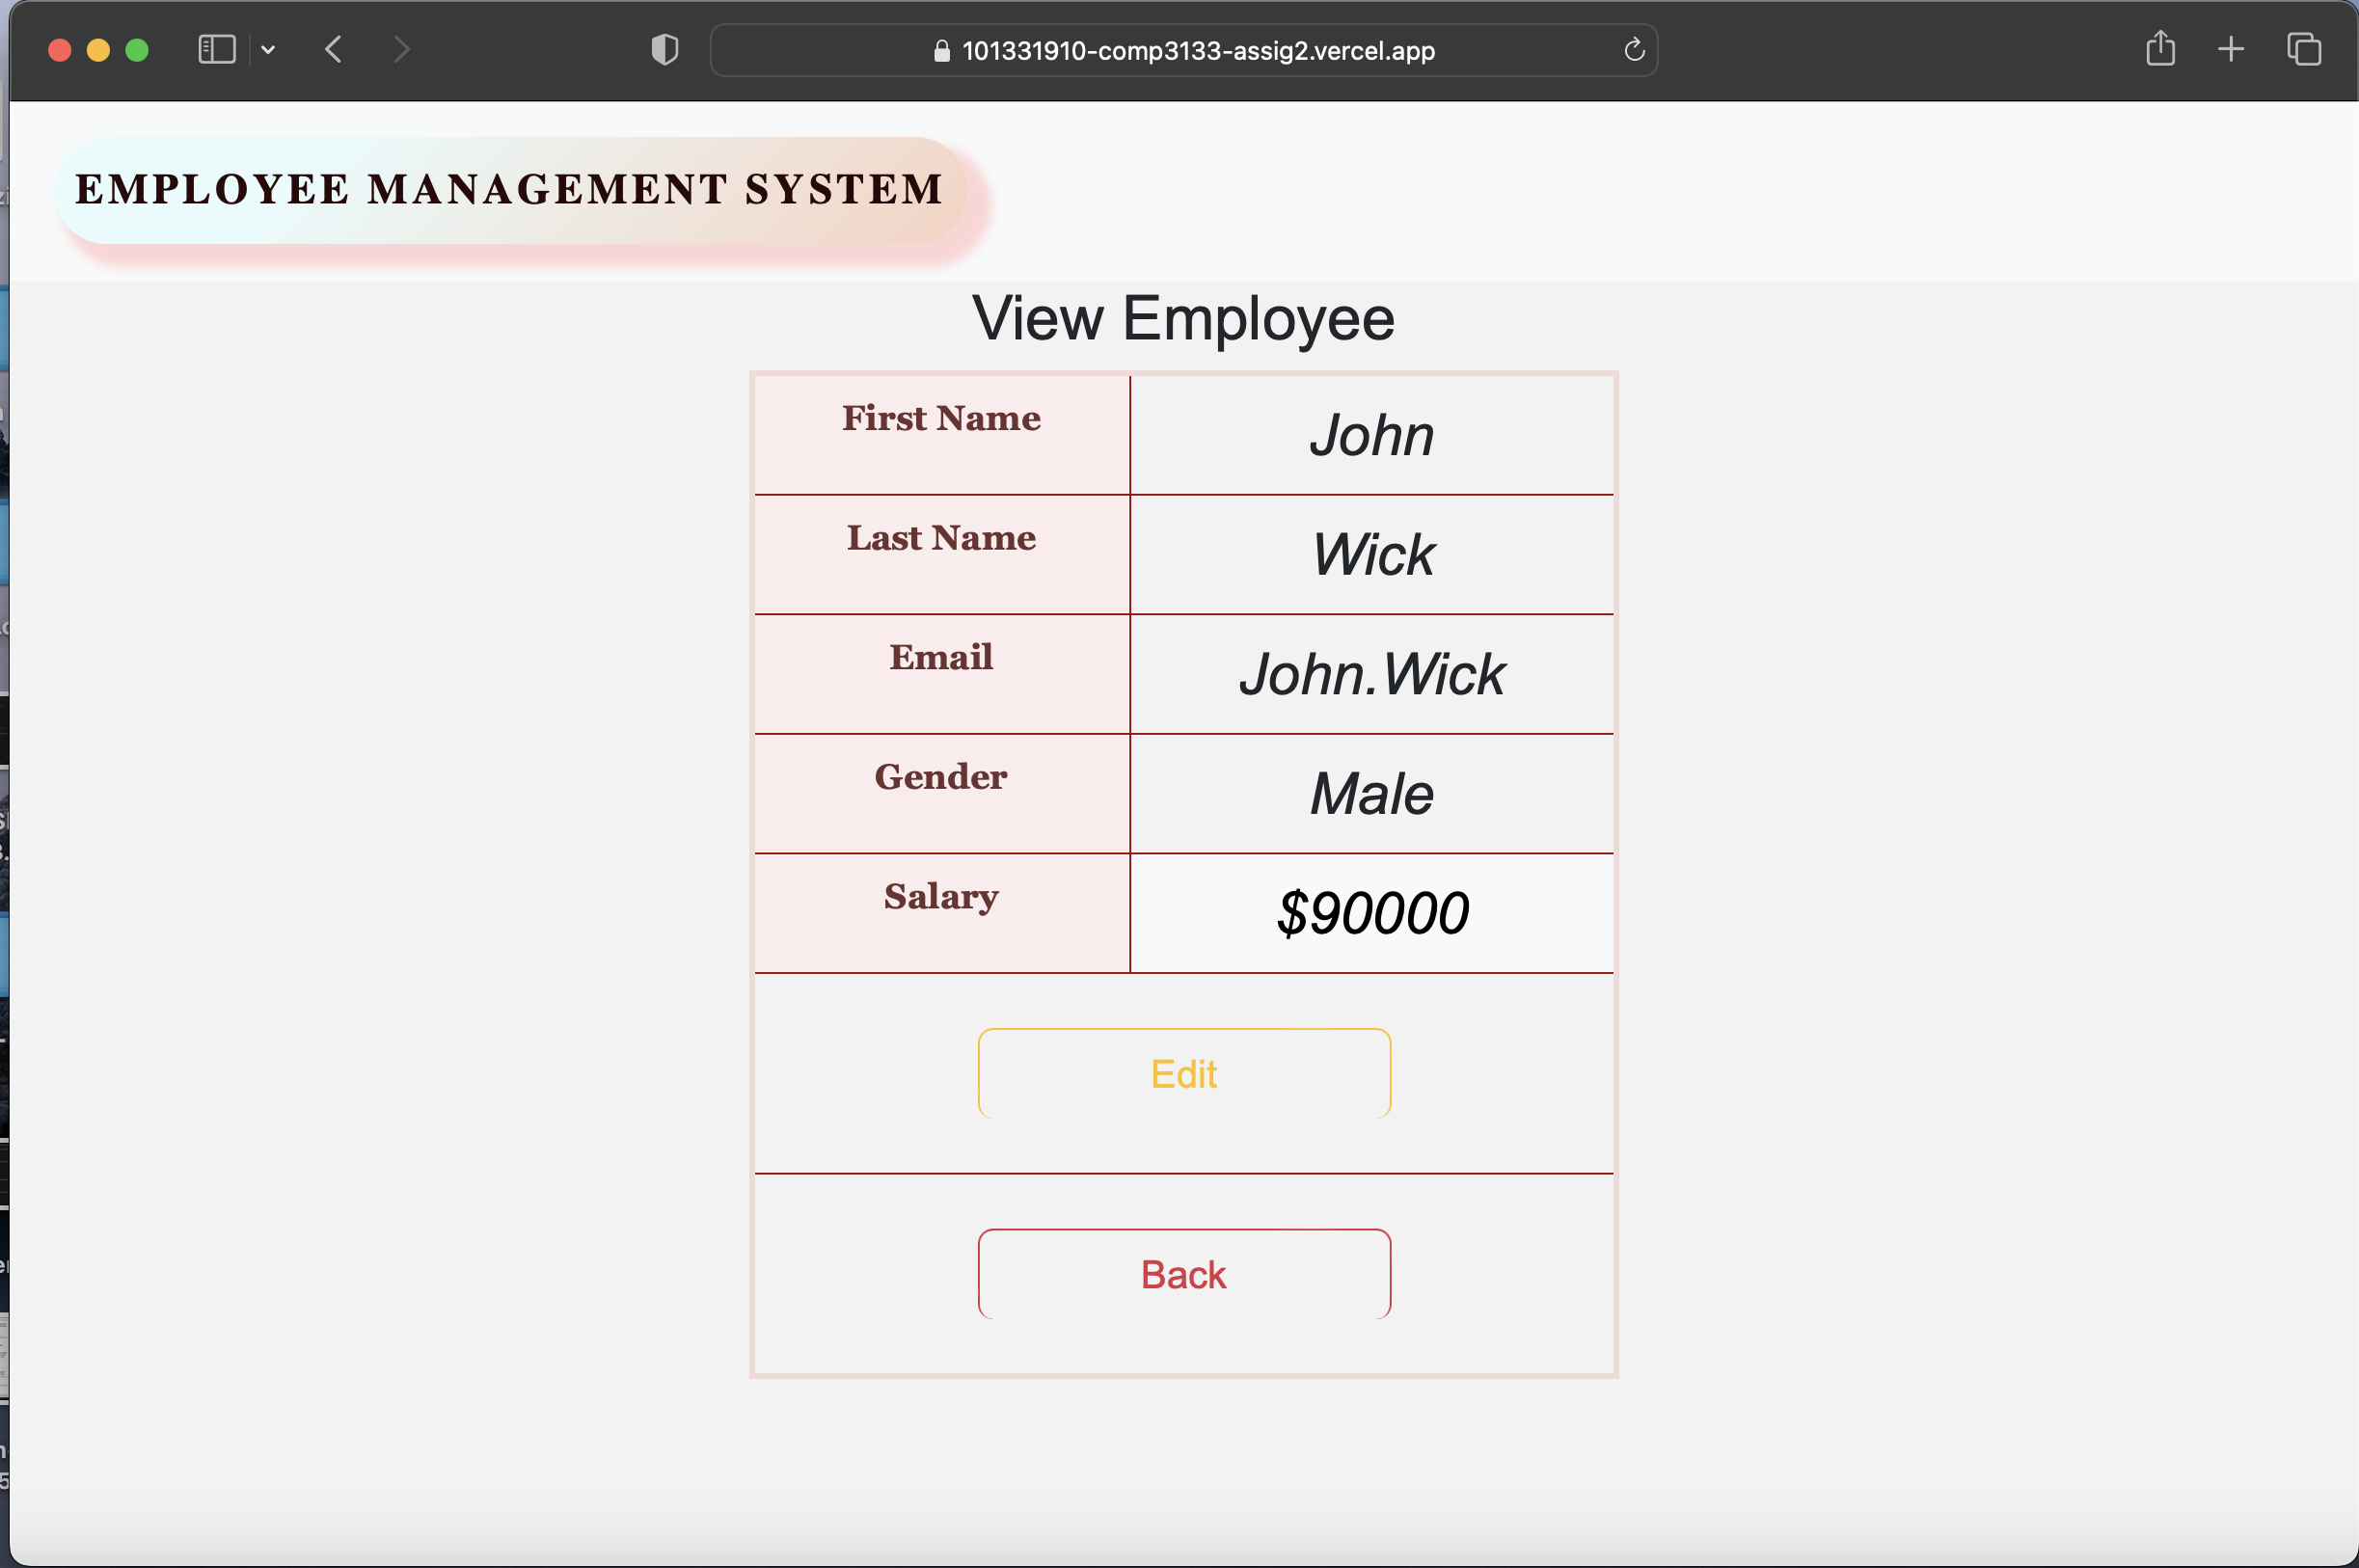 101331910-comp3133-assig2.vercel.app
EMPLOYEE MANAGEMENT SYSTEM
View Employee
First Name John
Last Name Wick
Email John.Wick
Gender Male
Salary $90000
Edit
Back